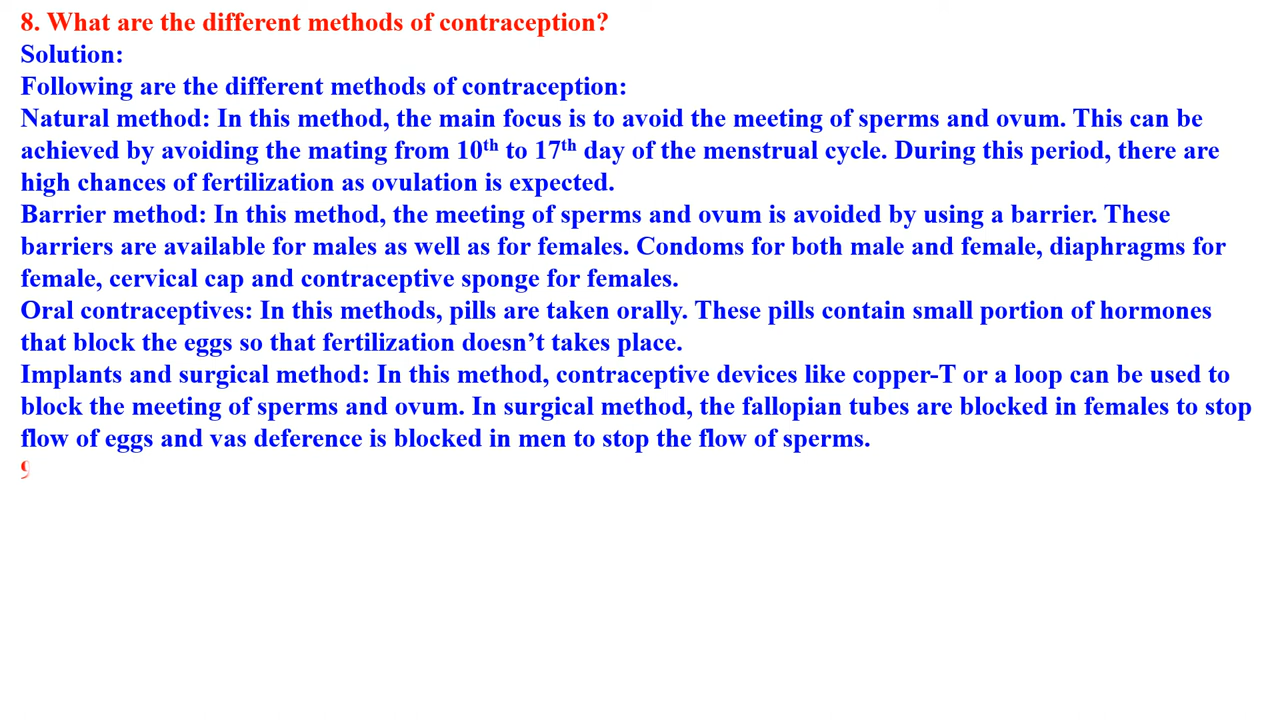 8. What are the different methods of contraception?
Solution:
Following are the different methods of contraception:
Natural method: In this method, the main focus is to avoid the meeting of sperms and ovum. This can be
achieved by avoiding the mating from 10th to 17th day of the menstrual cycle. During this period, there are
high chances of fertilization as ovulation is expected.
Barrier method: In this method, the meeting of sperms and ovum is avoided by using a barrier. These
barriers are available for males as well as for females. Condoms for both male and female, diaphragms for
female, cervical cap and contraceptive sponge for females.
Oral contraceptives: In this methods, pills are taken orally. These pills contain small portion of hormones
that block the eggs so that fertilization doesn’t takes place.
Implants and surgical method: In this method, contraceptive devices like copper-T or a loop can be used to
block the meeting of sperms and ovum. In surgical method, the fallopian tubes are blocked in females to stop
flow of eggs and vas deference is blocked in men to stop the flow of sperms.
9